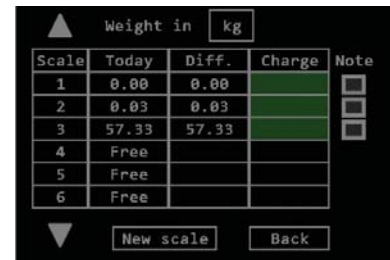 Weight in kg
Scale Today Diff. Charge Note
1 0.00 0.00
2 0.03 0.03
3 57.33 57.33
4 Free
5 Free
6 Free
New scale Back